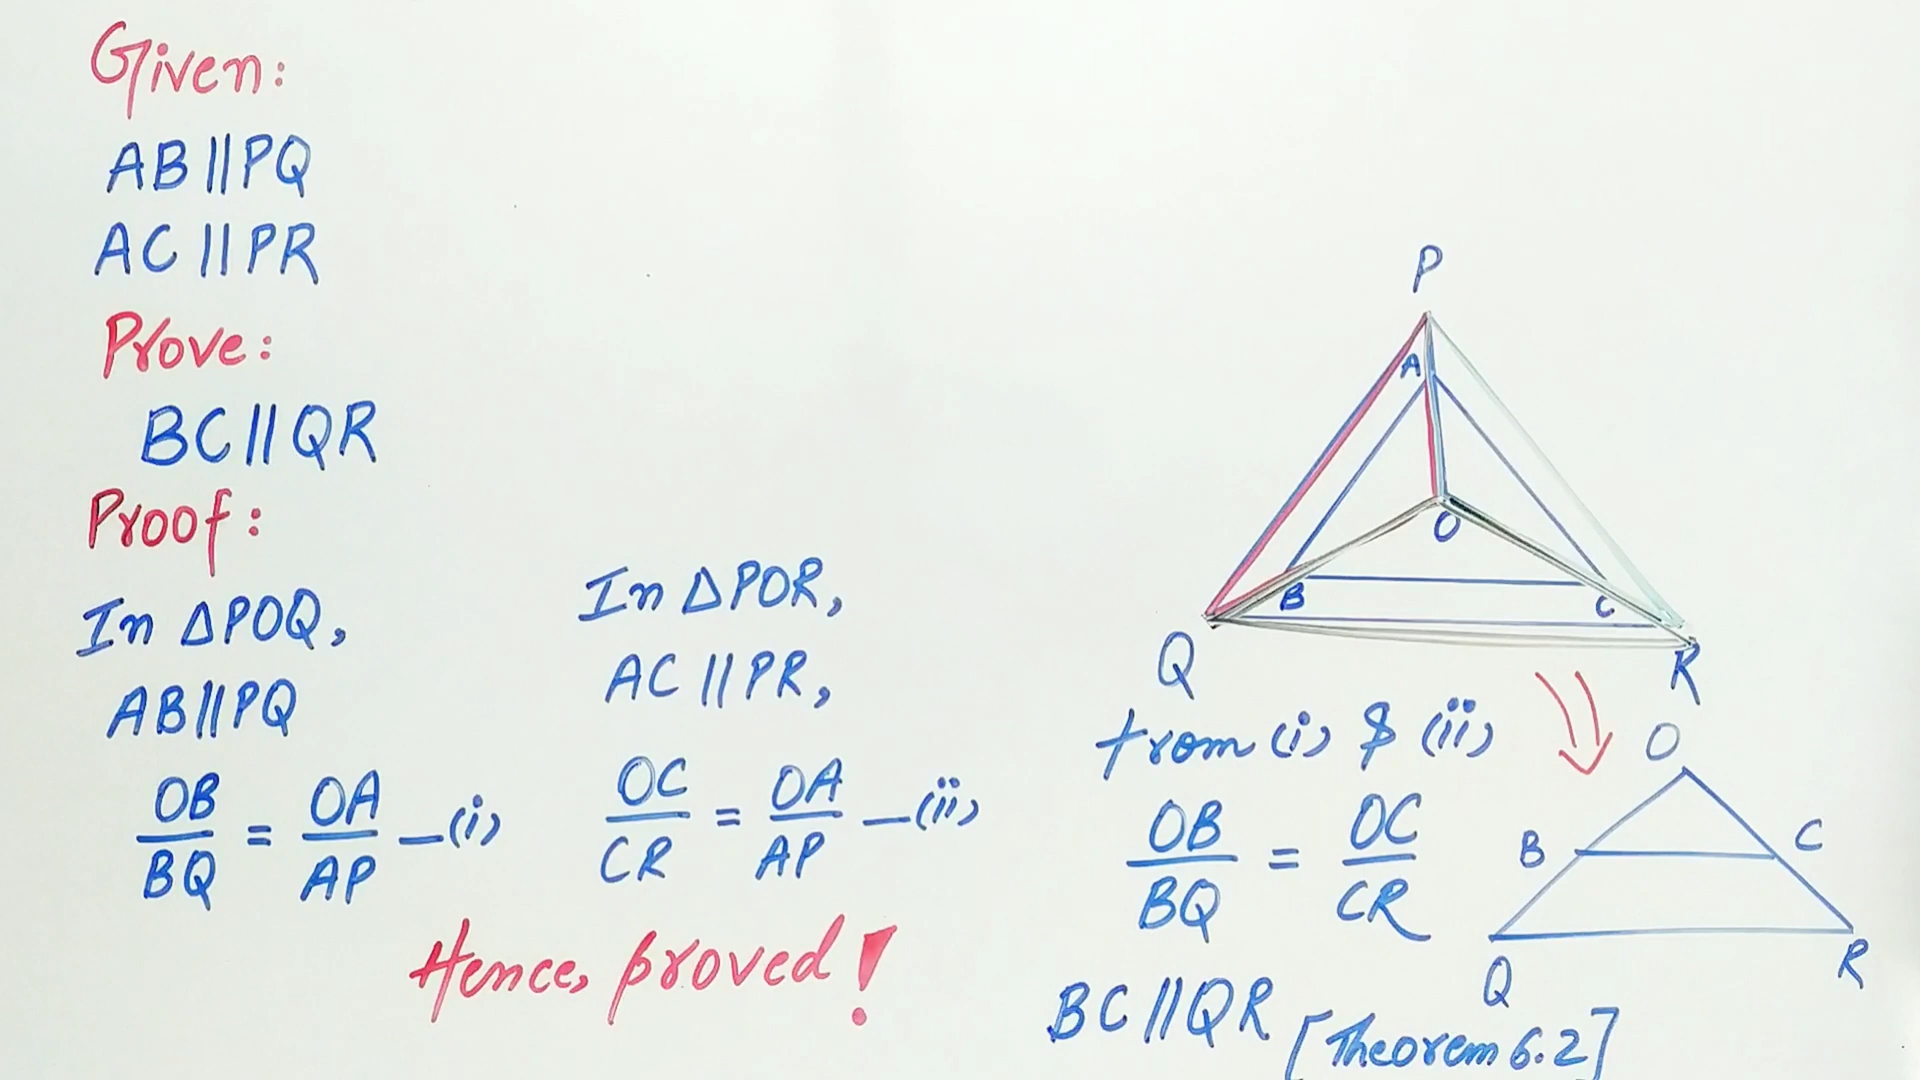 Given:
AB || PQ
AC || PR
Prove:
BC || QR
Proof:
In ΔPOQ,
AB || PQ
OB/BQ = OA/AP —(i)
In ΔPOR,
AC || PR,
OC/CR = OA/AP —(ii)
Hence, proved!
P
A
O
B
C
Q
R
from (i) $ (ii)
OB/BQ = OC/CR
BC || QR [Theorem 6.2]
O
B
C
Q
R